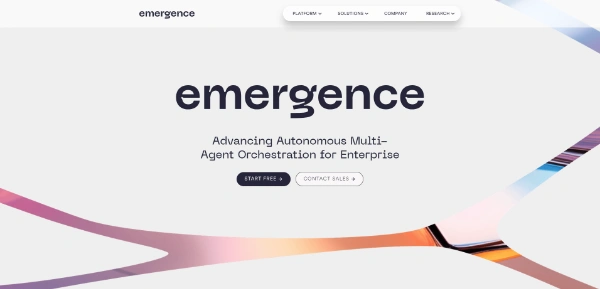 emergence
PLATFORM SOLUTIONS COMPANY RESEARCH
emergence
Advancing Autonomous Multi-
Agent Orchestration for Enterprise
START FREE → CONTACT SALES →